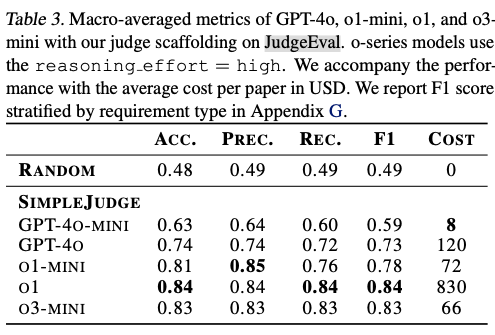 Table 3. Macro-averaged metrics of GPT-4o, o1-mini, o1, and o3-
mini with our judge scaffolding on JudgeEval. o-series models use
the reasoning_effort = high. We accompany the perfor-
mance with the average cost per paper in USD. We report F1 score
stratified by requirement type in Appendix G.
ACC. PREC. REC. F1 COST
RANDOM 0.48 0.49 0.49 0.49 0
SIMPLEJUDGE
GPT-4O-MINI 0.63 0.64 0.60 0.59 8
GPT-4O 0.74 0.74 0.72 0.73 120
O1-MINI 0.81 0.85 0.76 0.78 72
O1 0.84 0.84 0.84 0.84 830
O3-MINI 0.83 0.83 0.83 0.83 66